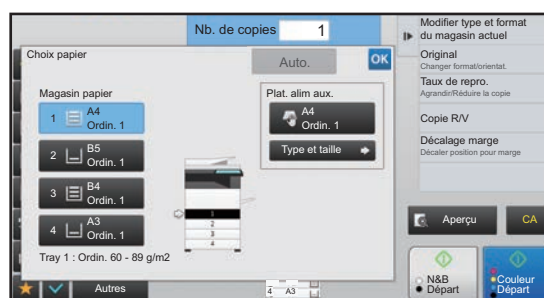 Nb. de copies 1
Choix papier
Auto.
OK
Magasin papier
1 A4
Ordin. 1
2 B5
Ordin. 1
3 B4
Ordin. 1
4 A3
Ordin. 1
Tray 1 : Ordin. 60 - 89 g/m2
1
2
3
4
Plat. alim aux.
A4
Ordin. 1
Type et taille
Autres
4 A3
Modifier type et format
du magasin actuel
Original
Changer format/orientat.
Taux de repro.
Agrandir/Réduire la copie
Copie R/V
Décalage marge
Décaler position pour marge
Aperçu
CA
N&B
Départ
Couleur
Départ